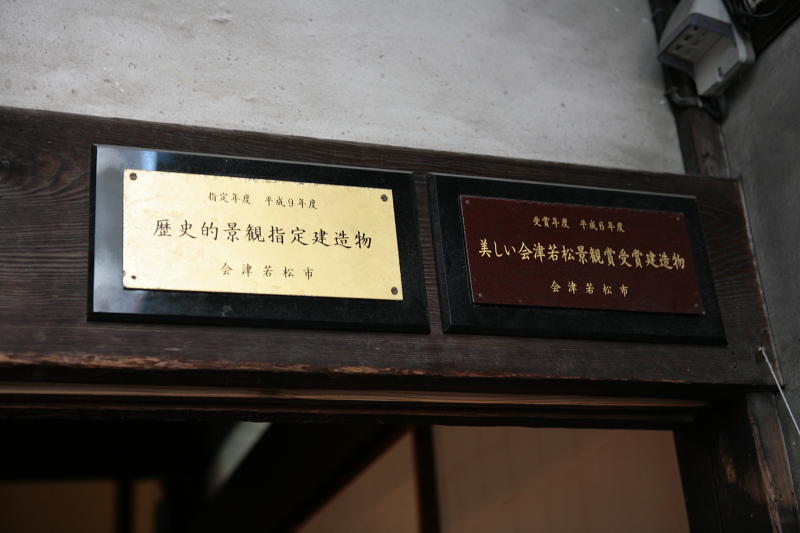 指定年度 平成9年度
歴史的景観指定建造物
会津若松市
受賞年度 平成6年度
美しい会津若松景観賞受賞建造物
会津若松市